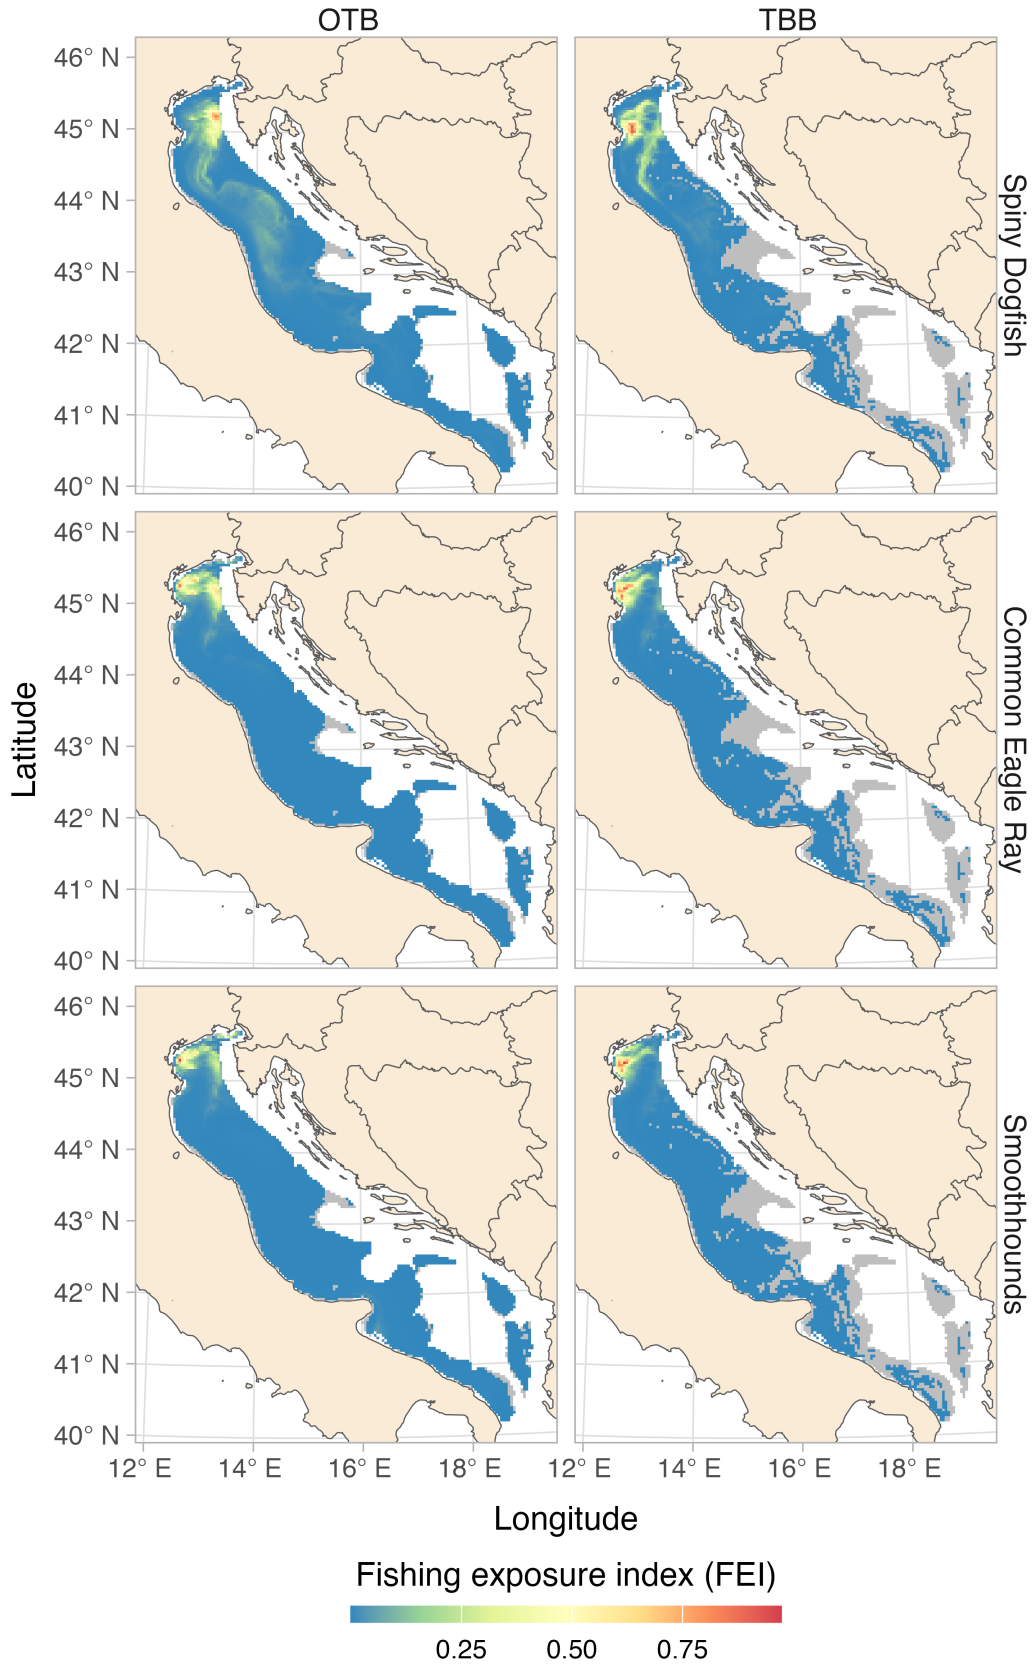 OTB TBB
46° N
45° N
44° N
43° N
42° N
41° N
40° N
Spiny Dogfish
46° N
45° N
44° N
43° N
42° N
41° N
40° N
Common Eagle Ray
Latitude
46° N
45° N
44° N
43° N
42° N
41° N
40° N
Smoothhounds
12° E 14° E 16° E 18° E 12° E 14° E 16° E 18° E
Longitude
Fishing exposure index (FEI)
0.25 0.50 0.75